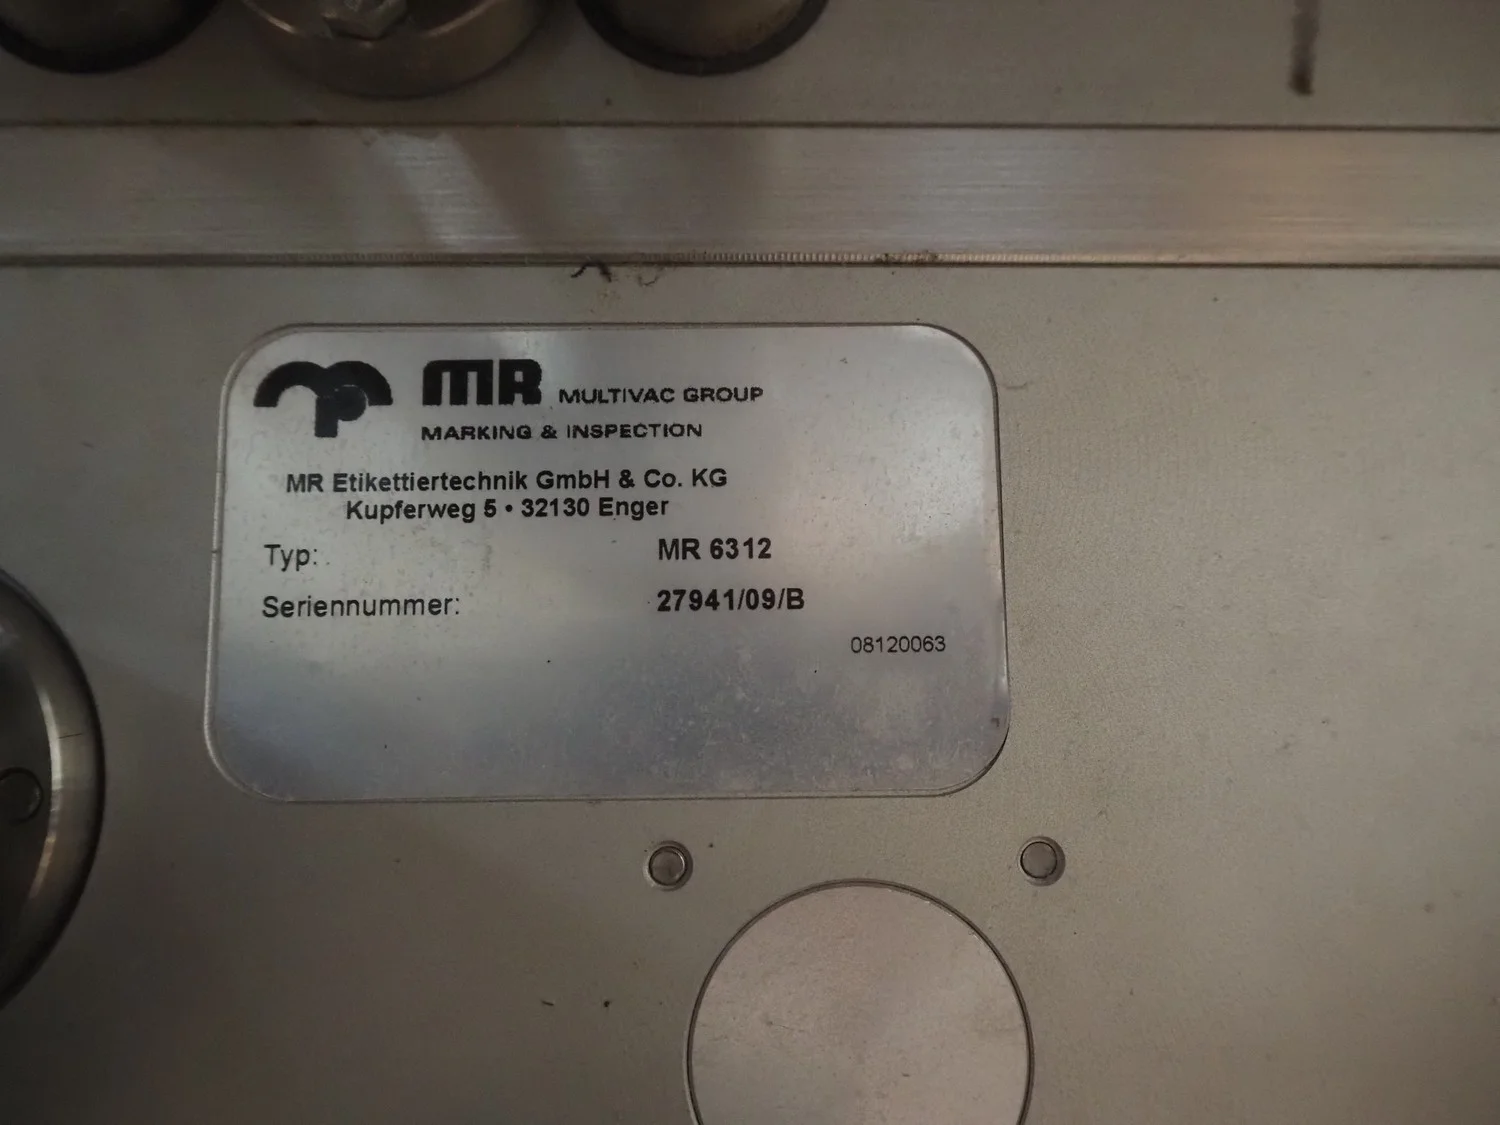 MR MULTIVAC GROUP
MARKING & INSPECTION
MR Etikettiertechnik GmbH & Co. KG
Kupferweg 5 • 32130 Enger
Typ: MR 6312
Seriennummer: 27941/09/B
08120063